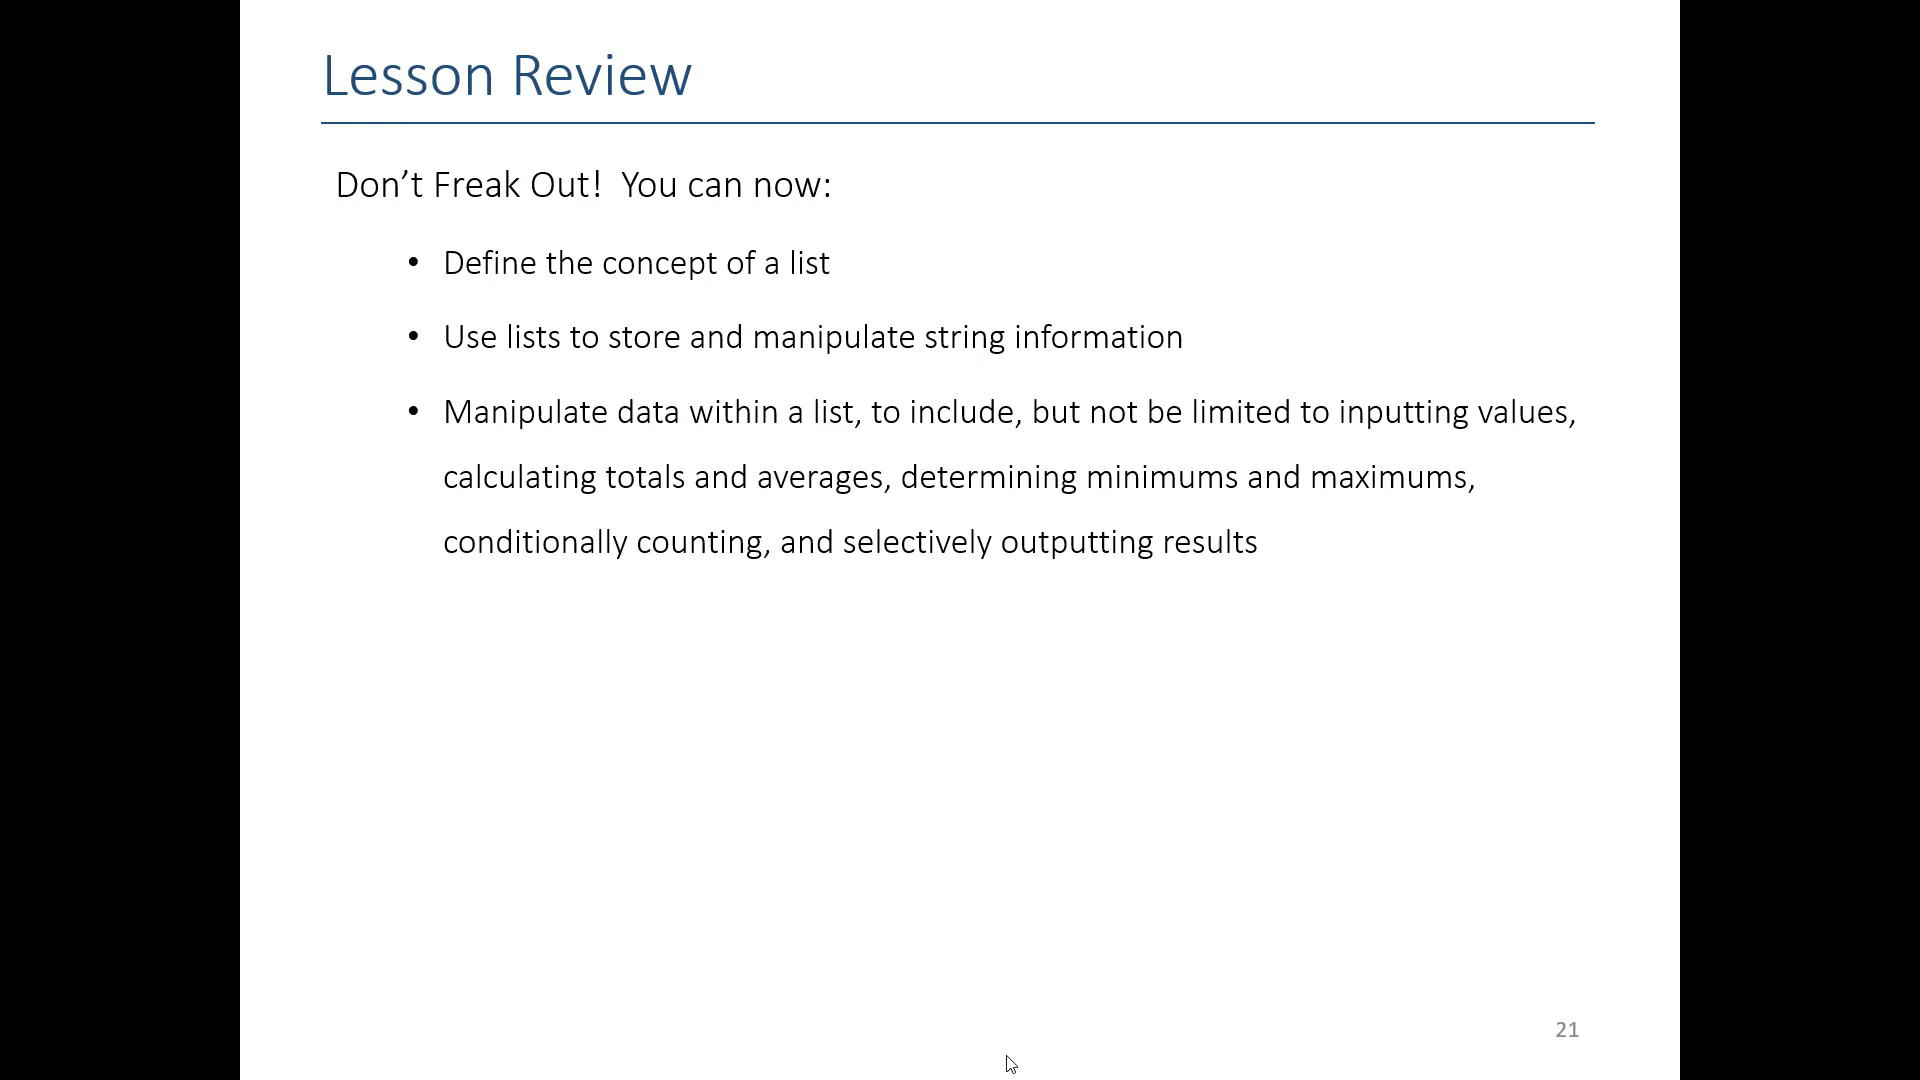 Lesson Review
Don’t Freak Out!  You can now:
• Define the concept of a list
• Use lists to store and manipulate string information
• Manipulate data within a list, to include, but not be limited to inputting values,
calculating totals and averages, determining minimums and maximums,
conditionally counting, and selectively outputting results
21